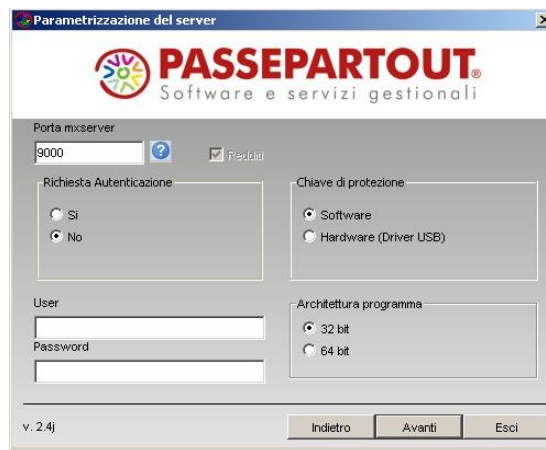 Parametrizzazione del server
PASSEPARTOUT®
Software e servizi gestionali
Porta mxserver
9000
Redditi
Richiesta Autenticazione
Si
No
Chiave di protezione
Software
Hardware (Driver USB)
User
Password
Architettura programma
32 bit
64 bit
v. 2.4j
Indietro
Avanti
Esci